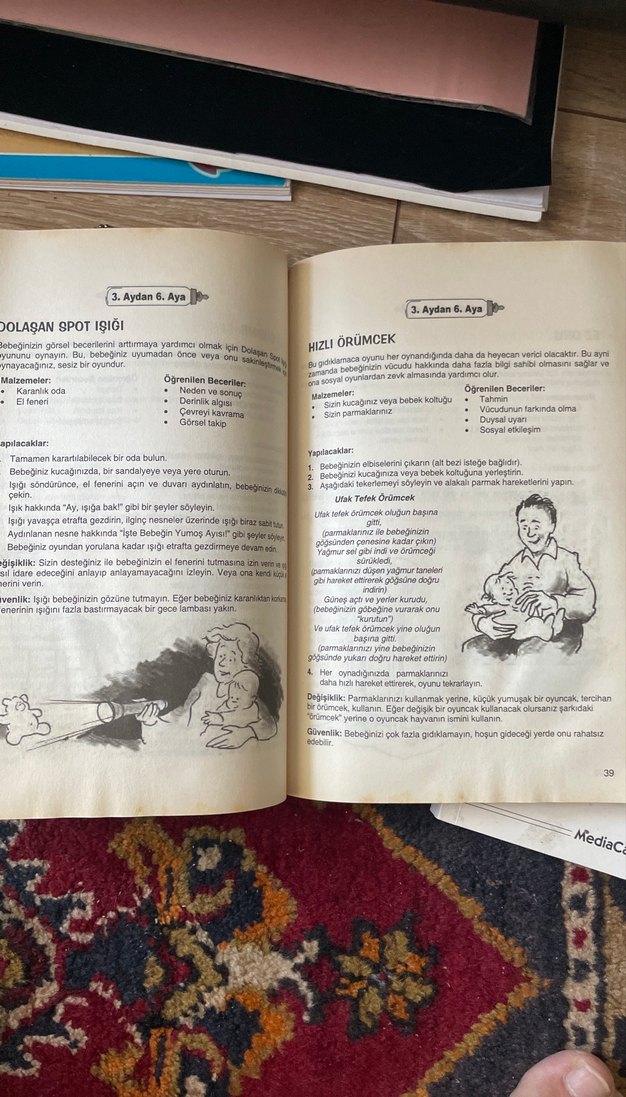 3. Aydan 6. Aya
DOLAŞAN SPOT IŞIĞI
Bebeğinizin görsel becerilerini arttırmaya yardımcı olmak için Dolaşan Spot
oyununu oynayın. Bu, bebeğiniz uyumadan önce veya onu sakinleştirmek
oynayacağınız, sessiz bir oyundur.
Malzemeler:
• Karanlık oda
• El feneri
Öğrenilen Beceriler:
• Neden ve sonuç
• Derinlik algısı
• Çevreyi kavrama
• Görsel takip
Yapılacaklar:
Tamamen karartılabilecek bir oda bulun.
Bebeğiniz kucağınızda, bir sandalyeye veya yere oturun.
Işığı söndürünce, el fenerini açın ve duvarı aydınlatın, bebeğinizin
çekin.
Işık hakkında “Ay, ışığa bak!” gibi bir şeyler söyleyin.
Işığı yavaşça etrafta gezdirin, ilginç nesneler üzerinde ışığı biraz sabit tutun.
Aydınlanan nesne hakkında “İşte Bebeğin Yumoş Ayısı” gibi şeyler söyleyin.
Bebeğiniz oyundan yorulana kadar ışığı etrafta gezdirmeye devam edin.
Değişiklik: Sizin desteğiniz ile bebeğinizin el fenerini tutmasına izin verin ve
nasıl idare edeceğini anlayıp anlayamayacağını izleyin. Veya ona kendi küçük
fenerini verin.
Güvenlik: Işığı bebeğinizin gözüne tutmayın. Eğer bebeğiniz karanlıktan
fenerinin ışığını fazla bastırmayacak bir gece lambası yakın.
3. Aydan 6. Aya
HIZLI ÖRÜMCEK
Bu gıdıklamaca oyunu her oynandığında daha da heyecan verici olacaktır. Bu ayni
zamanda bebeğinizin vücudu hakkında daha fazla bilgi sahibi olmasını sağlar ve
ona sosyal oyunlardan zevk almasında yardımcı olur.
Malzemeler:
• Sizin kucağınız veya bebek koltuğu
• Sizin parmaklarınız
Öğrenilen Beceriler:
• Tahmin
• Vücudunun farkında olma
• Duysal uyarı
• Sosyal etkileşim
Yapılacaklar:
1. Bebeğinizin elbiselerini çıkarın (alt bezi isteğe bağlıdır).
2. Bebeğinizi kucağınıza veya bebek koltuğuna yerleştirin.
3. Aşağıdaki tekerlemeyi söyleyin ve alakalı parmak hareketlerini yapın.
Ufak Tefek Örümcek
Ufak tefek örümcek oluğun başına
gitti,
(parmaklarınız ile bebeğinizin
göğsünden çenesine kadar çıkın)
Yağmur sel gibi indi ve örümceği
sürükledi,
(parmaklarınızı düşen yağmur taneleri
gibi hareket ettirerek göğsüne doğru
indirin)
Güneş açtı ve yerler kurudu,
(bebeğinizin göbeğine vurarak onu
“kurutun”)
Ve ufak tefek örümcek yine oluğun
başına gitti.
(parmaklarınızı yine bebeğinizin
göğsünde yukarı doğru hareket ettirin)
4. Her oynadığınızda parmaklarınızı
daha hızlı hareket ettirerek, oyunu tekrarlayın.
Değişiklik: Parmaklarınızı kullanmak yerine, küçük yumuşak bir oyuncak, tercihan
bir örümcek, kullanın. Eğer değişik bir oyuncak kullanacak olursanız şarkıdaki
“örümcek” yerine o oyuncak hayvanın ismini kullanın.
Güvenlik: Bebeğinizi çok fazla gıdıklamayın, hoşun gideceği yerde onu rahatsız
edebilir.
39
MediaCa